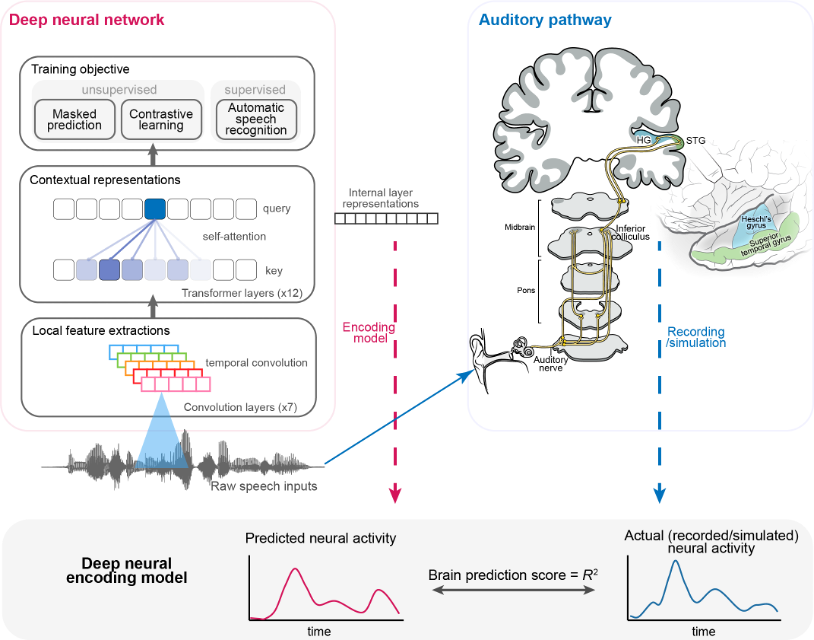 Deep neural network
Training objective
unsupervised
supervised
Masked
prediction
Contrastive
learning
Automatic
speech
recognition
Contextual representations
query
self-attention
key
Transformer layers (x12)
Local feature extractions
temporal convolution
Convolution layers (x7)
Raw speech inputs
Internal layer
representations
Encoding
model
Auditory pathway
HG
STG
Midbrain
Inferior
colliculus
Pons
Auditory
nerve
Heschl's
gyrus
Superior
temporal gyrus
Recording
/simulation
Deep neural
encoding model
Predicted neural activity
time
Brain prediction score = R²
Actual (recorded/simulated)
neural activity
time